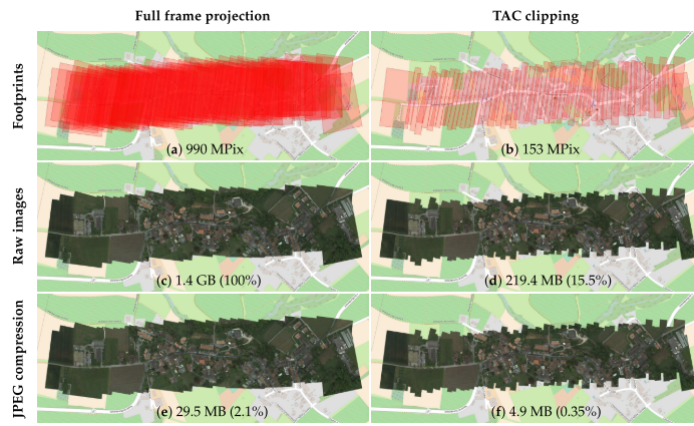 Full frame projection
TAC clipping
Footprints
(a) 990 MPix
(b) 153 MPix
Raw images
(c) 1.4 GB (100%)
(d) 219.4 MB (15.5%)
JPEG compression
(e) 29.5 MB (2.1%)
(f) 4.9 MB (0.35%)